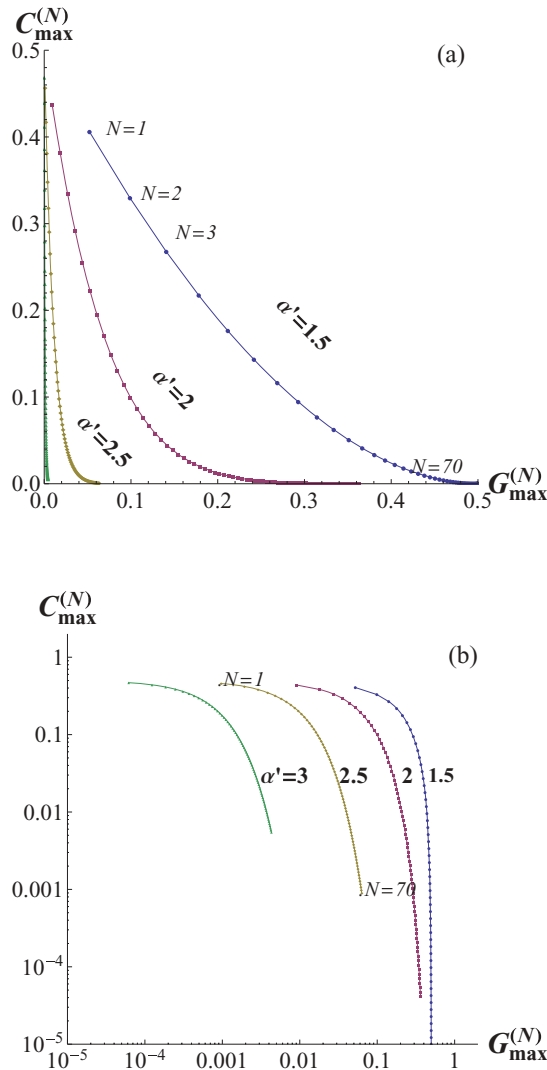 C_max^(N)
(a)
0.5
N=1
0.4
N=2
N=3
0.3
α'=1.5
0.2
α'=2
0.1
α'=2.5
N=70
0.0
0.0 0.1 0.2 0.3 0.4 0.5 G_max^(N)
C_max^(N)
(b)
1
N=1
0.1
α'=3 2.5 2 1.5
0.01
0.001
N=70
10^-4
10^-5
10^-5 10^-4 0.001 0.01 0.1 1 G_max^(N)